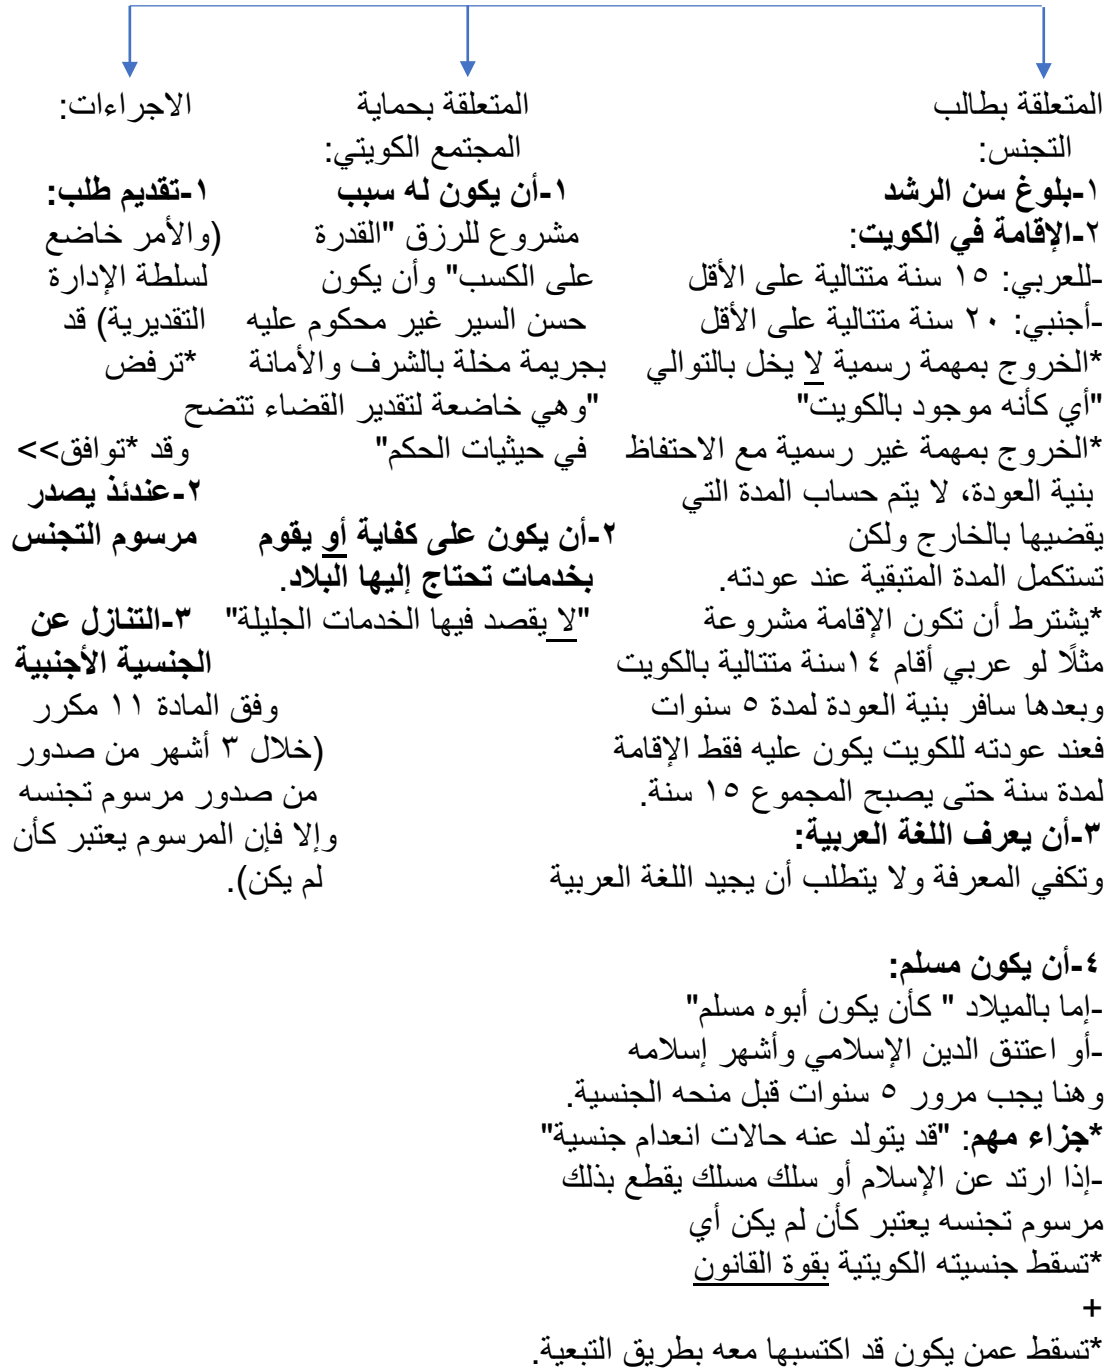 المتعلقة بطالب
التجنس:
١-بلوغ سن الرشد
٢-الإقامة في الكويت:
-للعربي: ١٥ سنة متتالية على الأقل
-أجنبي: ٢٠ سنة متتالية على الأقل
*الخروج بمهمة رسمية لا يخل بالتوالي
"أي كأنه موجود بالكويت"
*الخروج بمهمة غير رسمية مع الاحتفاظ
بنية العودة، لا يتم حساب المدة التي
يقضيها بالخارج ولكن
تستكمل المدة المتبقية عند عودته.
*يشترط أن تكون الإقامة مشروعة
مثلًا لو عربي أقام ١٤سنة متتالية بالكويت
وبعدها سافر بنية العودة لمدة ٥ سنوات
فعند عودته للكويت يكون عليه فقط الإقامة
لمدة سنة حتى يصبح المجموع ١٥ سنة.
٣-أن يعرف اللغة العربية:
وتكفي المعرفة ولا يتطلب أن يجيد اللغة العربية
٤-أن يكون مسلم:
-إما بالميلاد " كأن يكون أبوه مسلم"
-أو اعتنق الدين الإسلامي وأشهر إسلامه
وهنا يجب مرور ٥ سنوات قبل منحه الجنسية.
*جزاء مهم: "قد يتولد عنه حالات انعدام جنسية"
-إذا ارتد عن الإسلام أو سلك مسلك يقطع بذلك
مرسوم تجنسه يعتبر كأن لم يكن أي
*تسقط جنسيته الكويتية بقوة القانون
+
*تسقط عمن يكون قد اكتسبها معه بطريق التبعية.
المتعلقة بحماية
المجتمع الكويتي:
١-أن يكون له سبب
مشروع للرزق "القدرة
على الكسب" وأن يكون
حسن السير غير محكوم عليه
بجريمة مخلة بالشرف والأمانة
"وهي خاضعة لتقدير القضاء تتضح
في حيثيات الحكم"
٢-أن يكون على كفاية أو يقوم
بخدمات تحتاج إليها البلاد.
"لا يقصد فيها الخدمات الجليلة"
الاجراءات:
١-تقديم طلب:
(والأمر خاضع
لسلطة الإدارة
التقديرية) قد
*ترفض
وقد *توافق>>
٢-عندئذ يصدر
مرسوم التجنس
٣-التنازل عن
الجنسية الأجنبية
وفق المادة ١١ مكرر
(خلال ٣ أشهر من صدور
من صدور مرسوم تجنسه
وإلا فإن المرسوم يعتبر كأن
لم يكن).